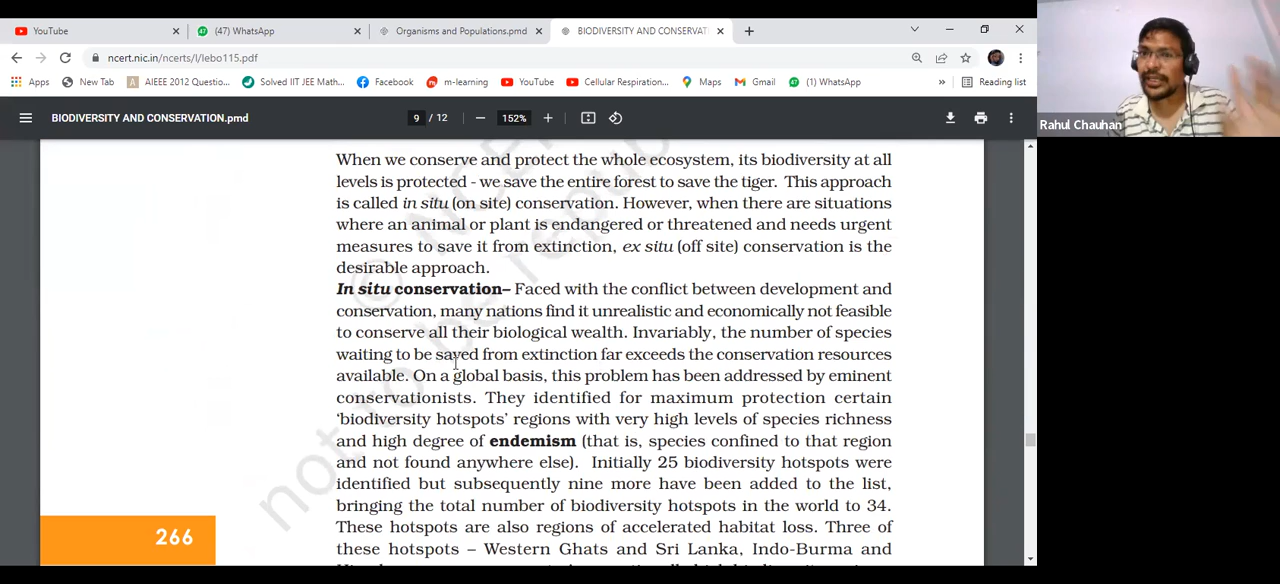 YouTube
(47) WhatsApp
Organisms and Populations.pmd
BIODIVERSITY AND CONSERVAT
ncert.nic.in/ncerts/l/lebo115.pdf
Apps
New Tab
AIEEE 2012 Questio...
Solved IIT JEE Math...
Facebook
m-learning
YouTube
Cellular Respiration...
Maps
Gmail
(1) WhatsApp
»
Reading list
BIODIVERSITY AND CONSERVATION.pmd
9 / 12
152%
Rahul Chauhan
When we conserve and protect the whole ecosystem, its biodiversity at all
levels is protected - we save the entire forest to save the tiger. This approach
is called in situ (on site) conservation. However, when there are situations
where an animal or plant is endangered or threatened and needs urgent
measures to save it from extinction, ex situ (off site) conservation is the
desirable approach.
In situ conservation– Faced with the conflict between development and
conservation, many nations find it unrealistic and economically not feasible
to conserve all their biological wealth. Invariably, the number of species
waiting to be saved from extinction far exceeds the conservation resources
available. On a global basis, this problem has been addressed by eminent
conservationists. They identified for maximum protection certain
‘biodiversity hotspots’ regions with very high levels of species richness
and high degree of endemism (that is, species confined to that region
and not found anywhere else). Initially 25 biodiversity hotspots were
identified but subsequently nine more have been added to the list,
bringing the total number of biodiversity hotspots in the world to 34.
These hotspots are also regions of accelerated habitat loss. Three of
these hotspots – Western Ghats and Sri Lanka, Indo-Burma and
266
© NCE
not to be repu